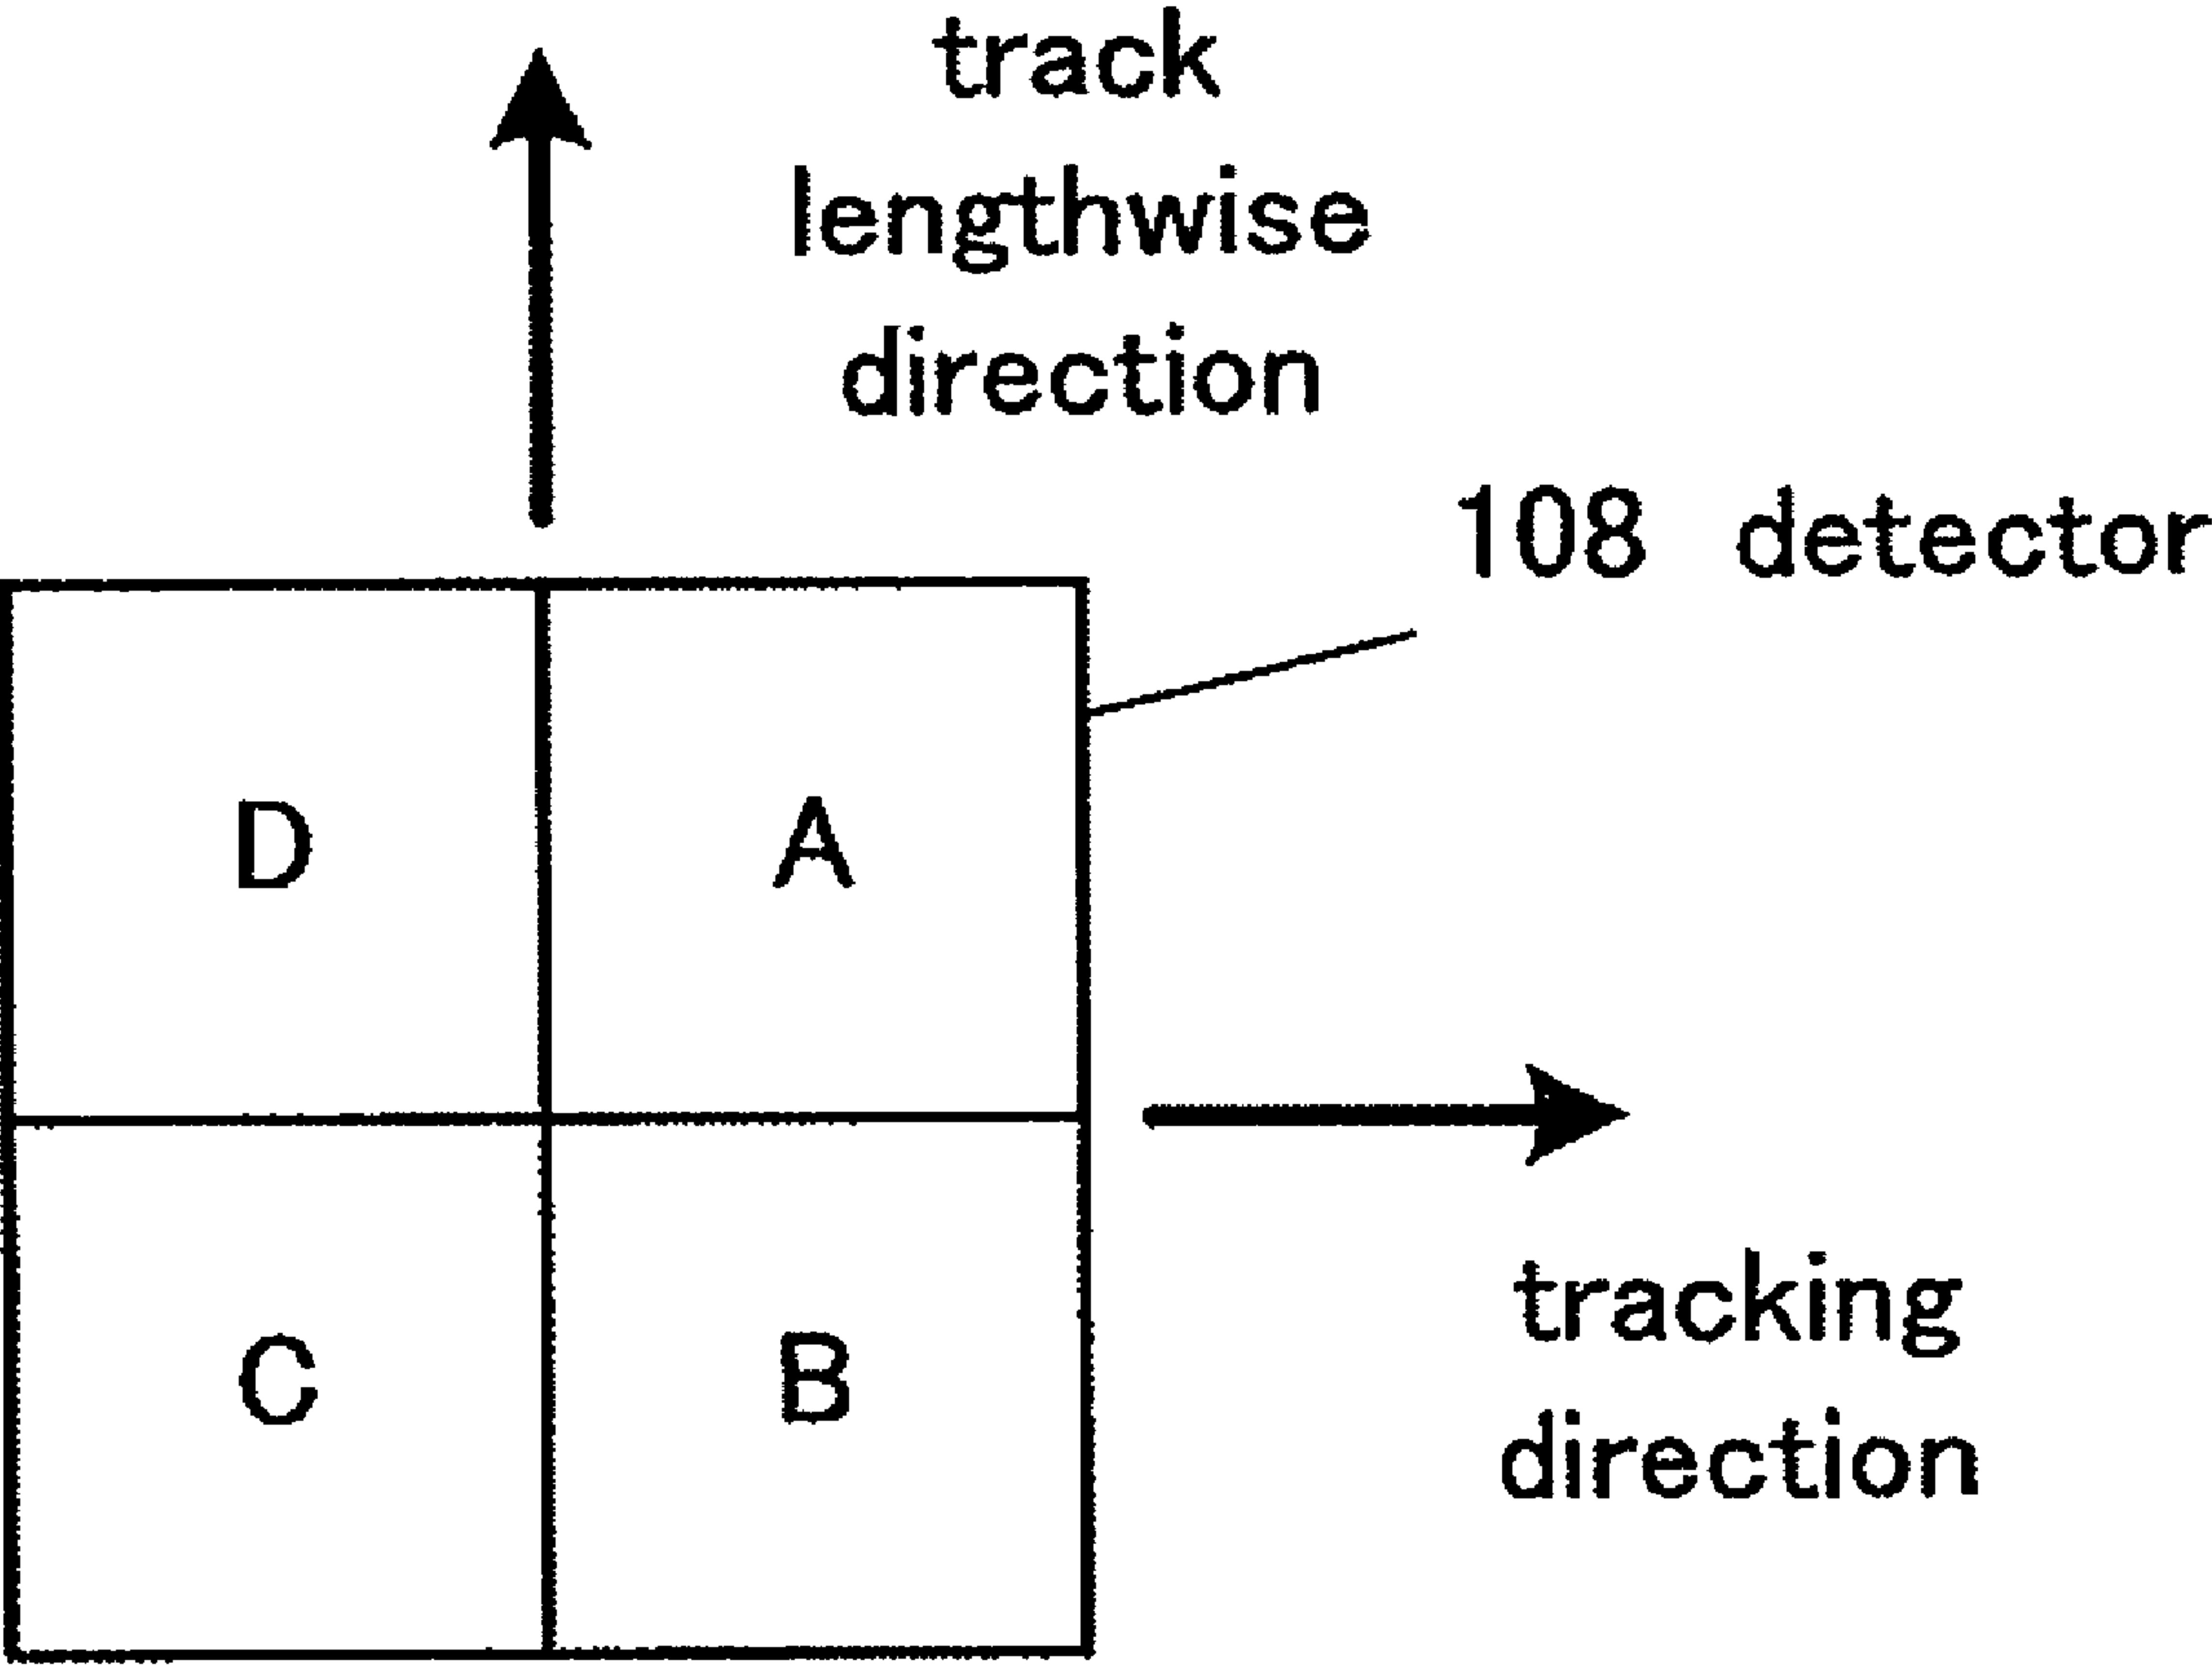 track
lengthwise
direction
108 detector
D A
C B
tracking
direction